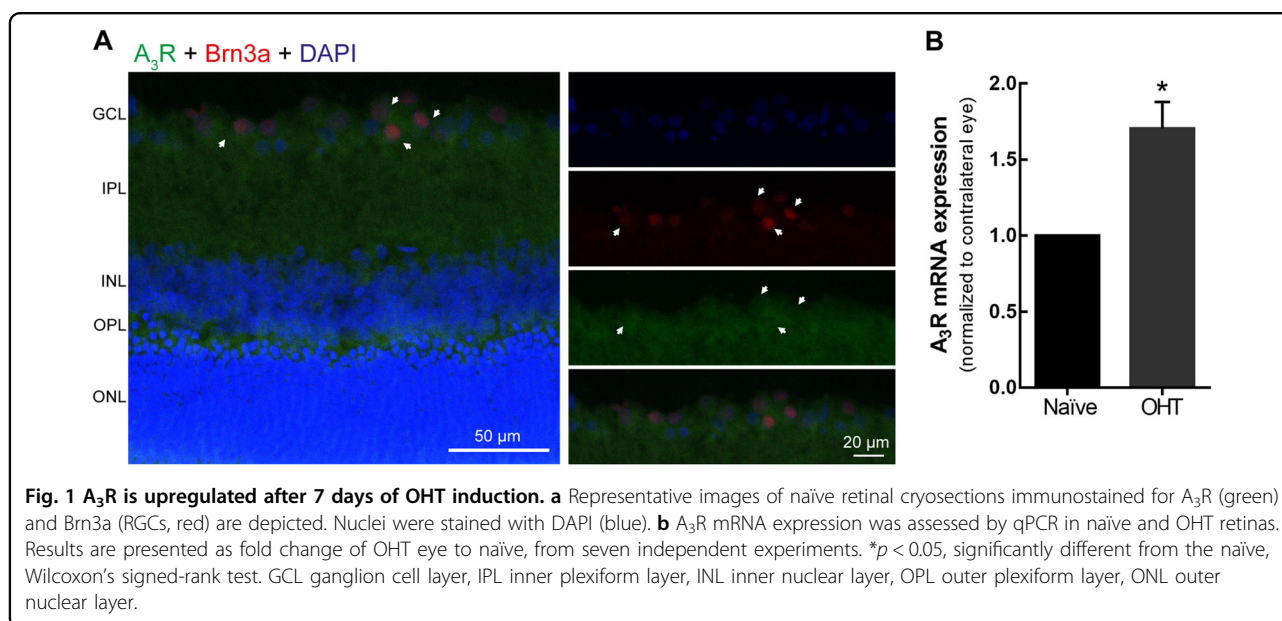 A
A₃R + Brn3a + DAPI
GCL
IPL
INL
OPL
ONL
50 µm
20 µm
B
A₃R mRNA expression
(normalized to contralateral eye)
2.0
1.5
1.0
0.5
0.0
*
Naïve
OHT
Fig. 1 A₃R is upregulated after 7 days of OHT induction. a Representative images of naïve retinal cryosections immunostained for A₃R (green)
and Brn3a (RGCs, red) are depicted. Nuclei were stained with DAPI (blue). b A₃R mRNA expression was assessed by qPCR in naïve and OHT retinas.
Results are presented as fold change of OHT eye to naïve, from seven independent experiments. *p < 0.05, significantly different from the naïve,
Wilcoxon's signed-rank test. GCL ganglion cell layer, IPL inner plexiform layer, INL inner nuclear layer, OPL outer plexiform layer, ONL outer
nuclear layer.